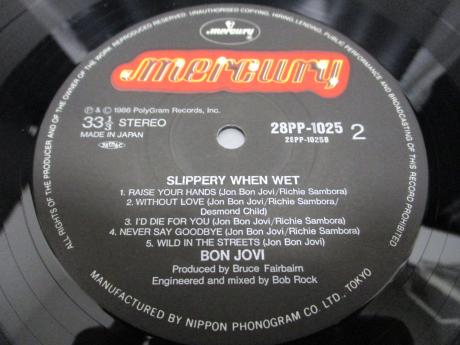 ALL RIGHTS OF THE PRODUCER AND OF THE OWNER OF THE WORK REPRODUCED RESERVED. UNAUTHORISED COPYING, HIRING, LENDING, PUBLIC PERFORMANCE AND BROADCASTING OF THIS RECORD PROHIBITED.
mercury
mercury
℗ & © 1986 PolyGram Records, Inc.
33⅓ STEREO
MADE IN JAPAN
28PP-1025 2
28PP-1025B
SLIPPERY WHEN WET
1. RAISE YOUR HANDS (Jon Bon Jovi/Richie Sambora)
2. WITHOUT LOVE (Jon Bon Jovi/Richie Sambora/
Desmond Child)
3. I'D DIE FOR YOU (Jon Bon Jovi/Richie Sambora)
4. NEVER SAY GOODBYE (Jon Bon Jovi/Richie Sambora)
5. WILD IN THE STREETS (Jon Bon Jovi)
BON JOVI
Produced by Bruce Fairbairn
Engineered and mixed by Bob Rock
MANUFACTURED BY NIPPON PHONOGRAM CO. LTD., TOKYO